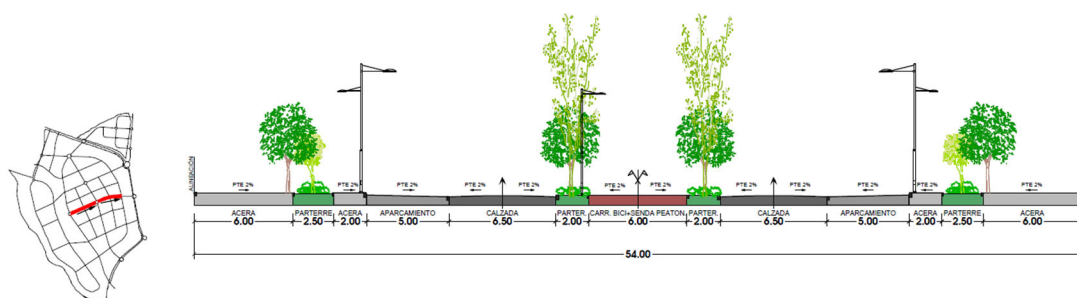 ALINEACIÓN
PTE 2% PTE 2% PTE 2% PTE 2% PTE 2% PTE 2% PTE 2% PTE 2% PTE 2% PTE 2% PTE 2%
ACERA PARTERRE ACERA APARCAMIENTO CALZADA PARTER. CARR. BICI+SENDA PEATON. PARTER. CALZADA APARCAMIENTO ACERA PARTERRE ACERA
6.00 2.50 2.00 5.00 6.50 2.00 6.00 2.00 6.50 5.00 2.00 2.50 6.00
54.00